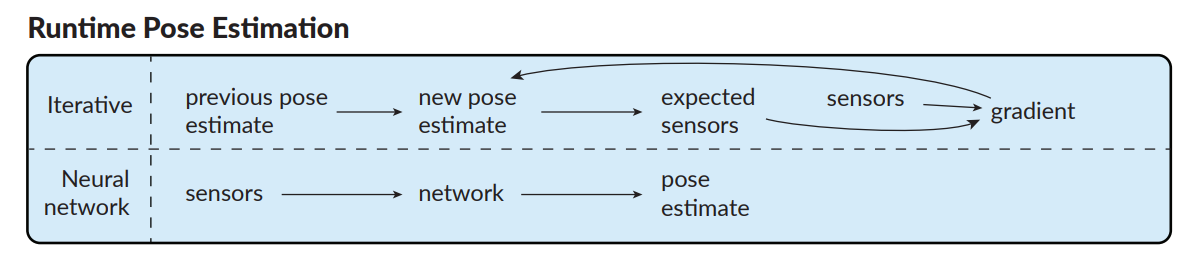 Runtime Pose Estimation
Iterative
previous pose
estimate
new pose
estimate
expected
sensors
sensors
gradient
Neural
network
sensors
network
pose
estimate